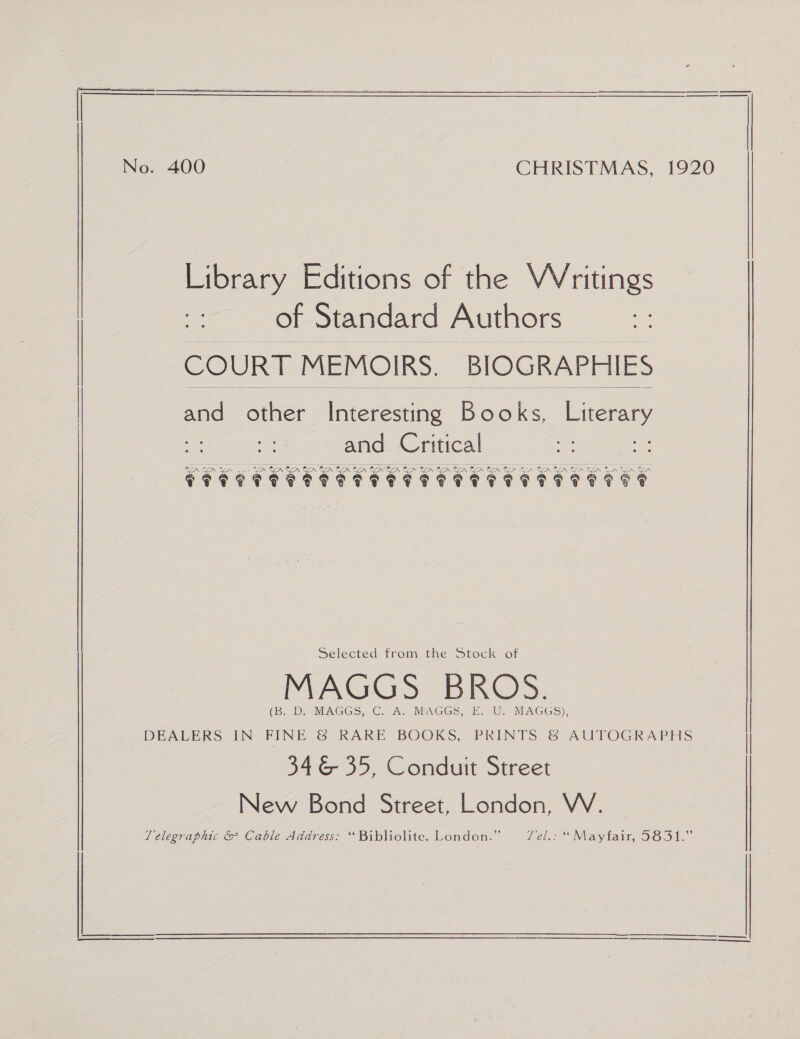 No. 400 CHRISTMAS, 1920
Library Editions of the Writings
:: of Standard Authors ::
COURT MEMOIRS. BIOGRAPHIES
and other Interesting Books, Literary
:: :: and Critical :: ::
Selected from the Stock of
MAGGS BROS.
(B. D. MAGGS, C. A. MAGGS, E. U. MAGGS),
DEALERS IN FINE & RARE BOOKS, PRINTS & AUTOGRAPHS
34 & 35, Conduit Street
New Bond Street, London, W.
Telegraphic & Cable Address: “Bibliolite, London.” Tel.: “Mayfair, 5831.”